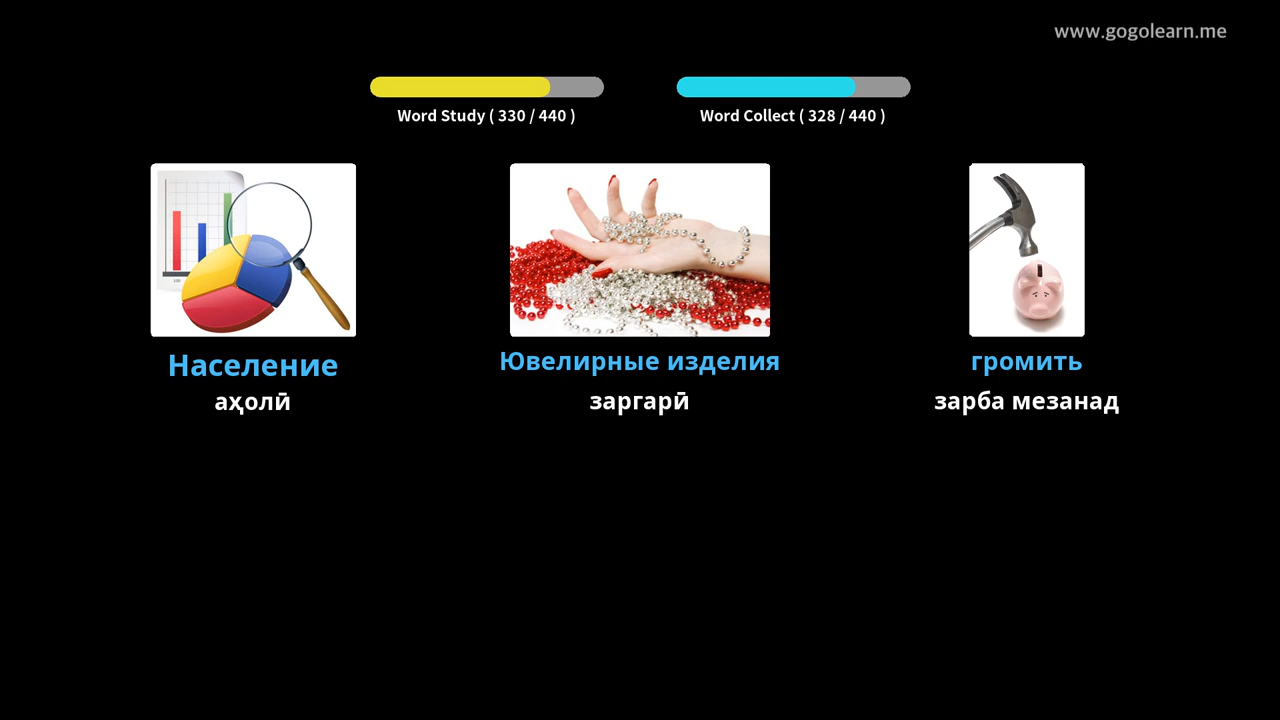 www.gogolearn.me
Word Study ( 330 / 440 )
Word Collect ( 328 / 440 )
Население
Ювелирные изделия
громить
аҳолӣ
заргарӣ
зарба мезанад